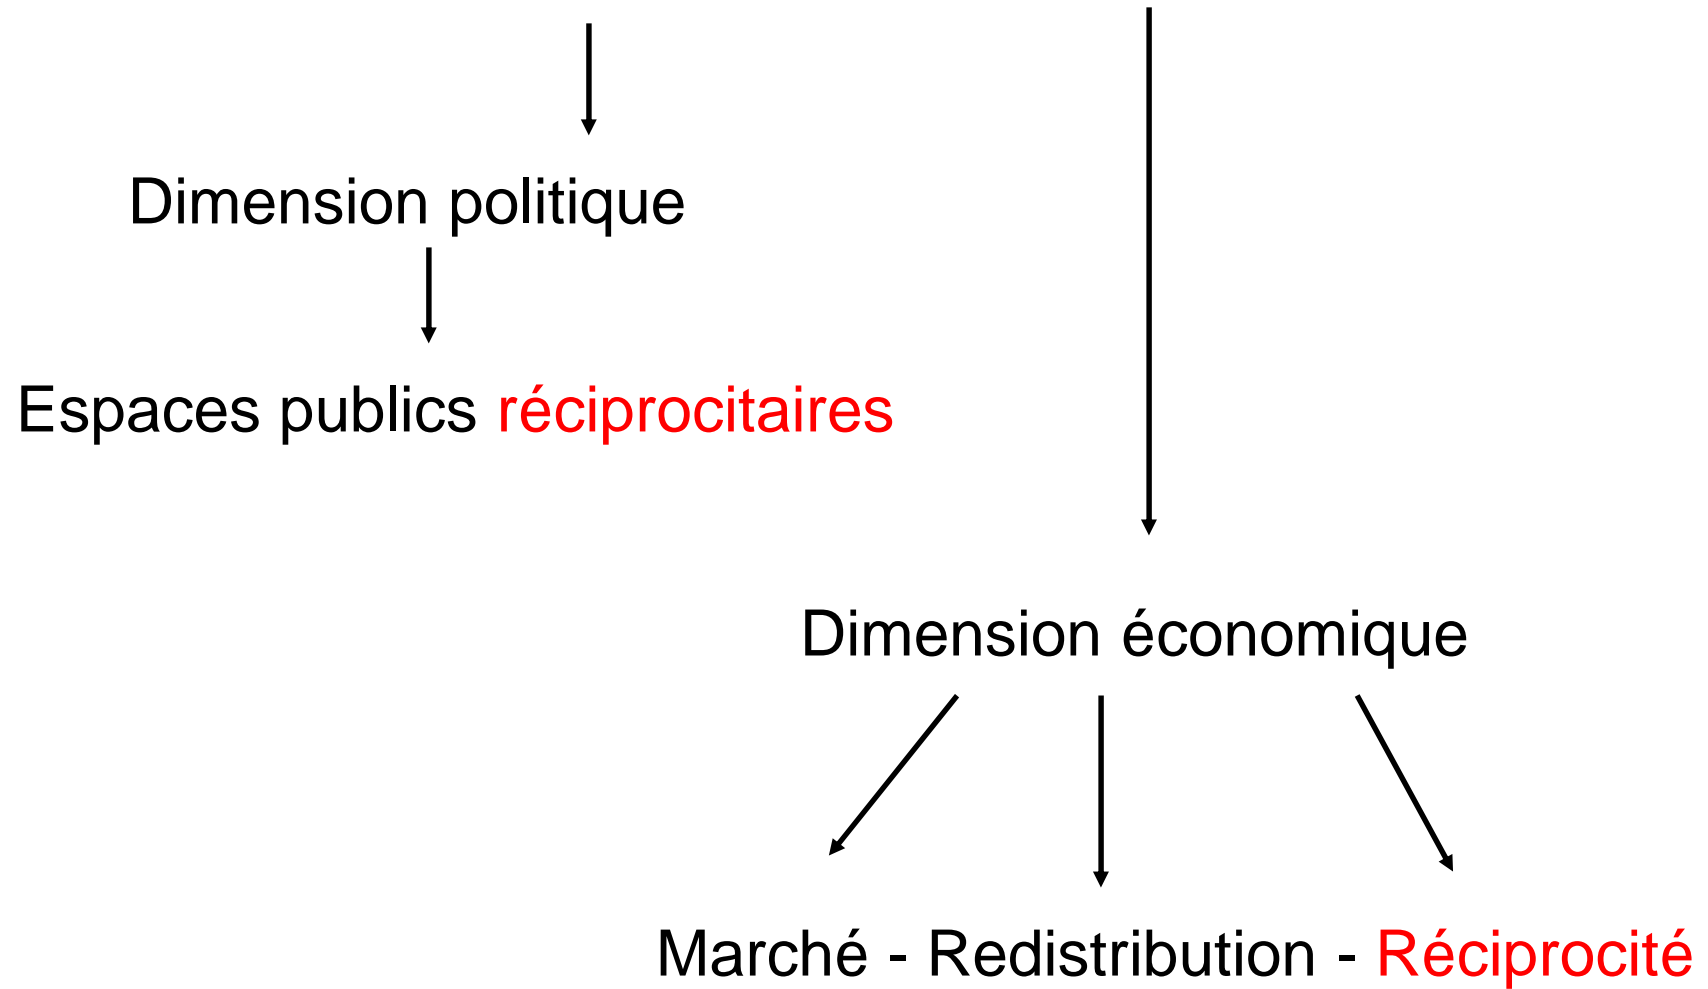 Dimension politique
Espaces publics réciprocitaires
Dimension économique
Marché - Redistribution - Réciprocité